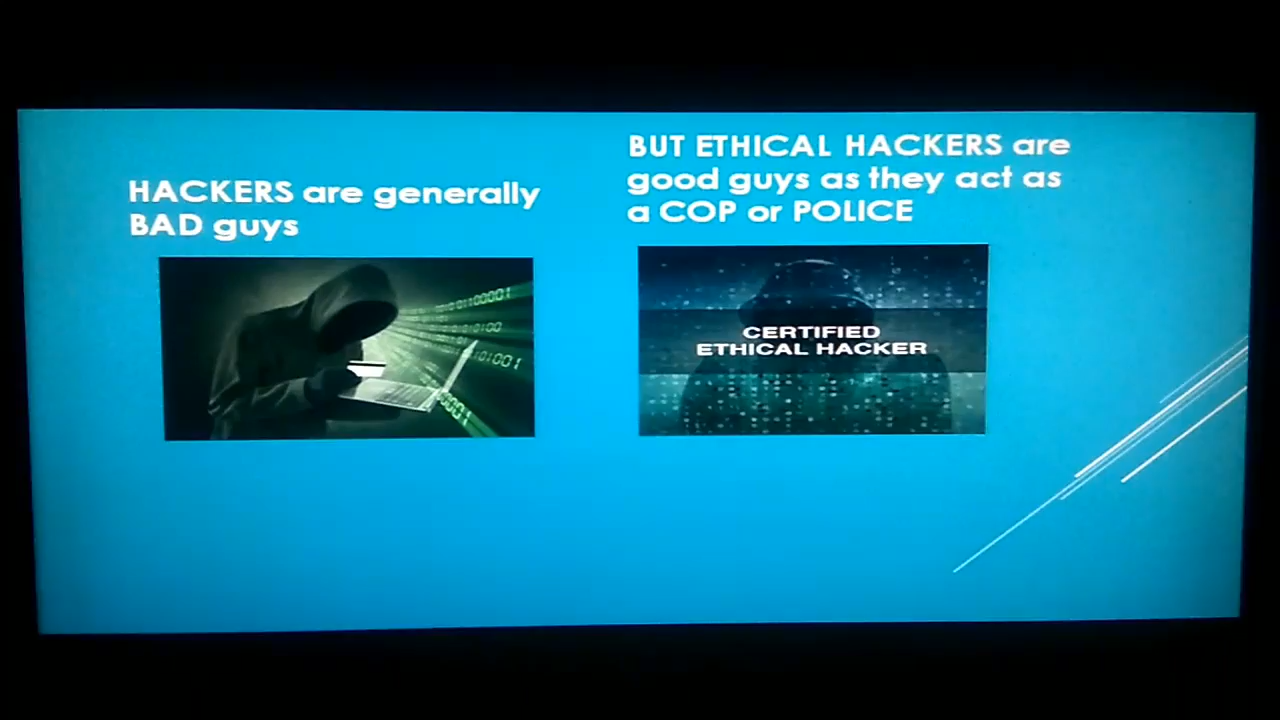 HACKERS are generally
BAD guys
BUT ETHICAL HACKERS are
good guys as they act as
a COP or POLICE
CERTIFIED
ETHICAL HACKER